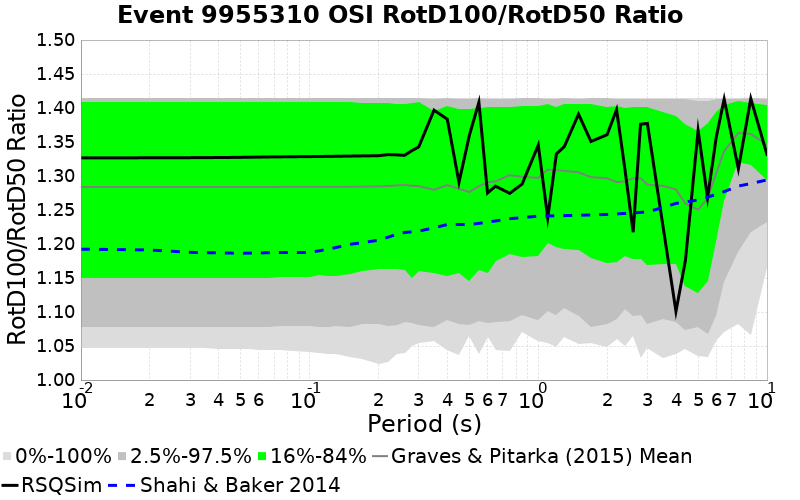 Event 9955310 OSI RotD100/RotD50 Ratio
RotD100/RotD50 Ratio
1.50
1.45
1.40
1.35
1.30
1.25
1.20
1.15
1.10
1.05
1.00
10-2 2 3 4 5 6 10-1 2 3 4 5 6 7 100 2 3 4 5 6 7 101
Period (s)
0%-100% 2.5%-97.5% 16%-84% Graves & Pitarka (2015) Mean
RSQSim Shahi & Baker 2014